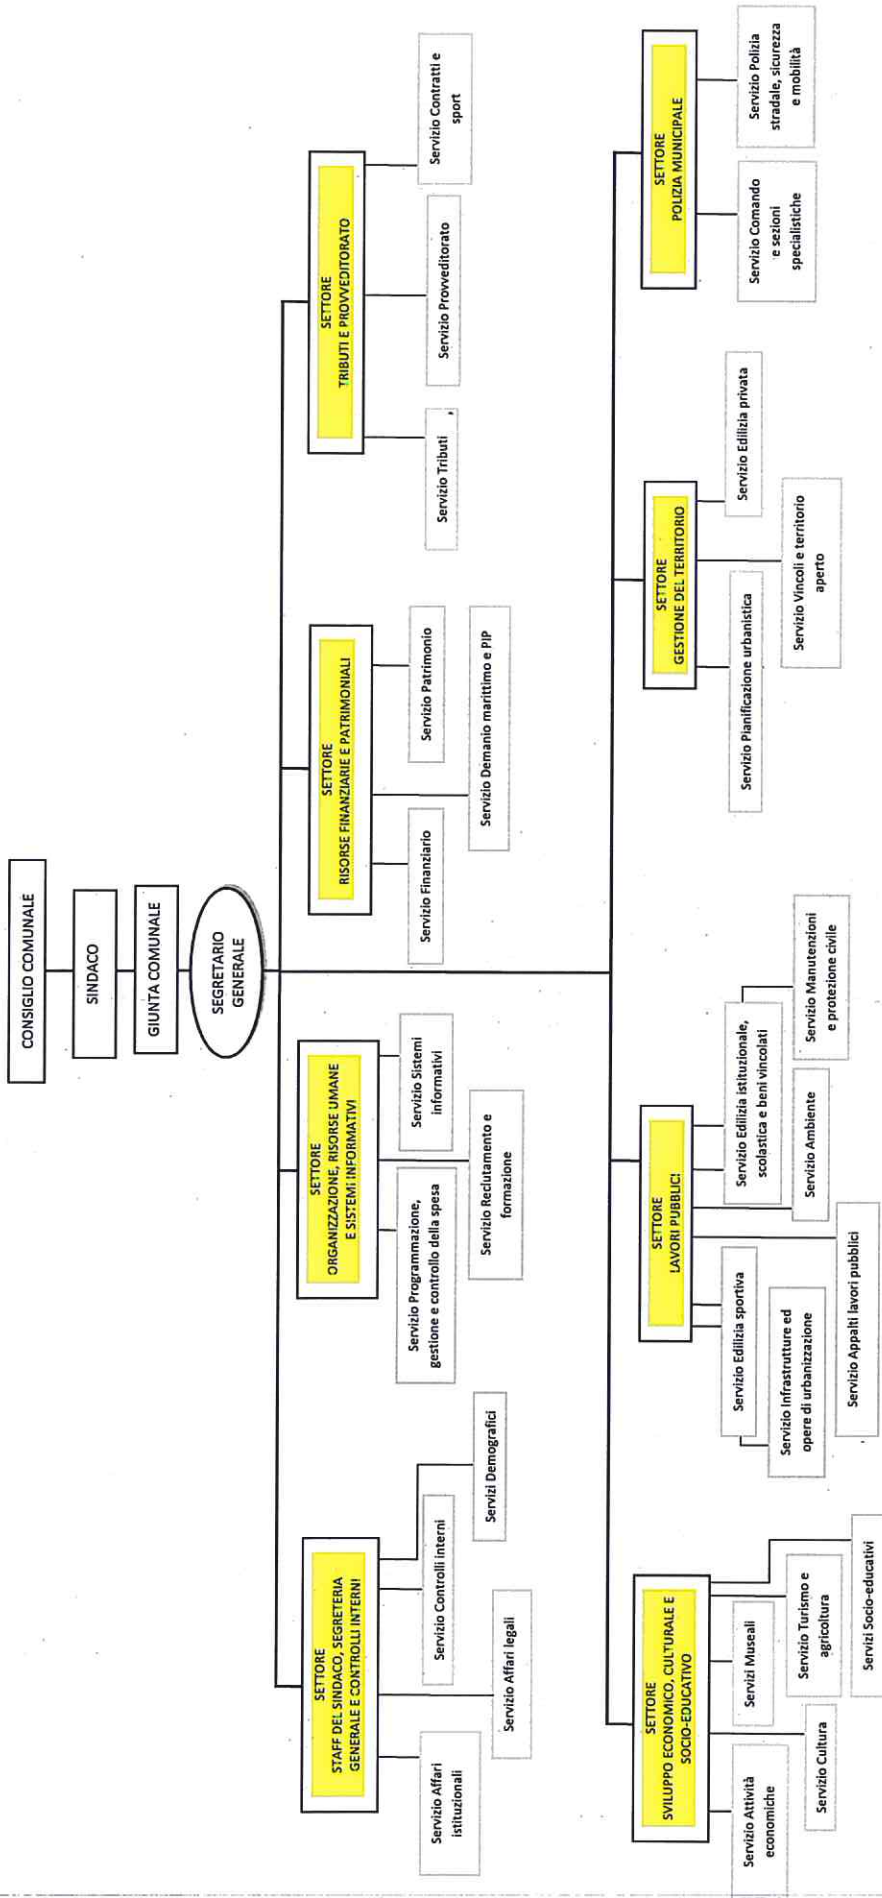 CONSIGLIO COMUNALE
SINDACO
GIUNTA COMUNALE
SEGRETARIO
GENERALE
SETTORE
STAFF DEL SINDACO, SEGRETERIA
GENERALE E CONTROLLI INTERNI
Servizio Affari
istituzionali
Servizio Affari legali
Servizio Controlli interni
Servizi Demografici
SETTORE
ORGANIZZAZIONE, RISORSE UMANE
E SISTEMI INFORMATIVI
Servizio Programmazione,
gestione e controllo della spesa
Servizio Reclutamento e
formazione
Servizio Sistemi
informativi
SETTORE
RISORSE FINANZIARIE E PATRIMONIALI
Servizio Finanziario
Servizio Demanio marittimo e PIP
Servizio Patrimonio
SETTORE
TRIBUTI E PROVVEDITORATO
Servizio Tributi
Servizio Provveditorato
Servizio Contratti e
sport
SETTORE
SVILUPPO ECONOMICO, CULTURALE E
SOCIO-EDUCATIVO
Servizio Attività
economiche
Servizio Cultura
Servizi Museali
Servizio Turismo e
agricoltura
Servizi Socio-educativi
SETTORE
LAVORI PUBBLICI
Servizio Edilizia sportiva
Servizio Infrastrutture ed
opere di urbanizzazione
Servizio Appalti lavori pubblici
Servizio Ambiente
Servizio Edilizia istituzionale,
scolastica e beni vincolati
Servizio Manutenzioni
e protezione civile
SETTORE
GESTIONE DEL TERRITORIO
Servizio Pianificazione urbanistica
Servizio Vincoli e territorio
aperto
Servizio Edilizia privata
SETTORE
POLIZIA MUNICIPALE
Servizio Comando
e sezioni
specialistiche
Servizio Polizia
stradale, sicurezza
e mobilità